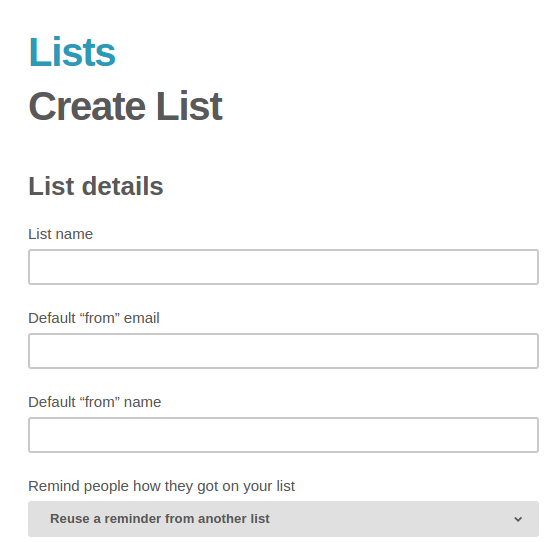 Lists
Create List
List details
List name
Default “from” email
Default “from” name
Remind people how they got on your list
Reuse a reminder from another list